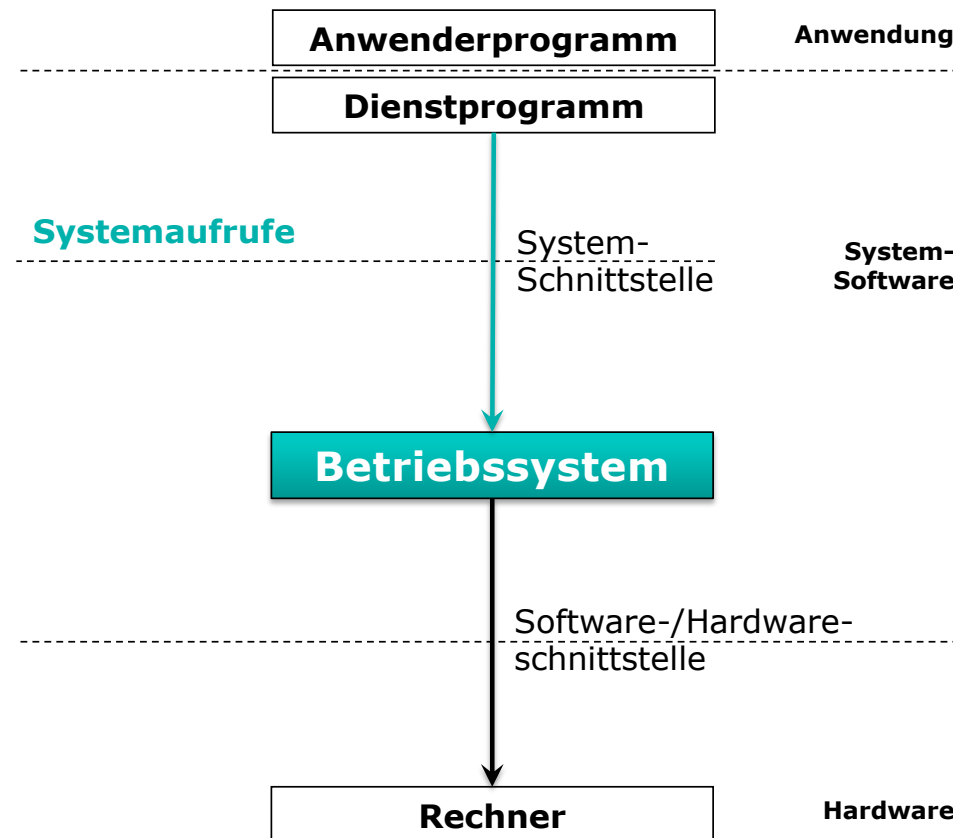 Anwenderprogramm
Anwendung
Dienstprogramm
Systemaufrufe
System-
Schnittstelle
System-
Software
Betriebssystem
Software-/Hardware-
schnittstelle
Rechner
Hardware